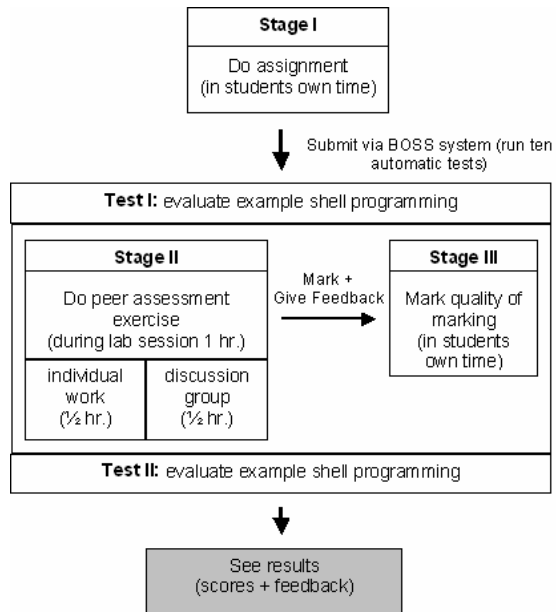 Stage I
Do assignment
(in students own time)
Submit via BOSS system (run ten
automatic tests)
Test I: evaluate example shell programming
Stage II
Do peer assessment
exercise
(during lab session 1 hr.)
individual
work
(½ hr.)
discussion
group
(½ hr.)
Mark +
Give Feedback
Stage III
Mark quality of
marking
(in students
own time)
Test II: evaluate example shell programming
See results
(scores + feedback)